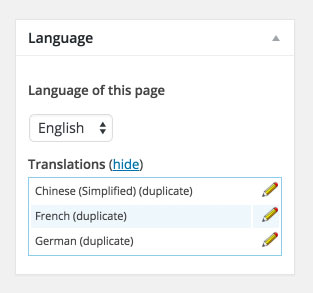 Language
Language of this page
English
Translations (hide)
Chinese (Simplified) (duplicate)
French (duplicate)
German (duplicate)